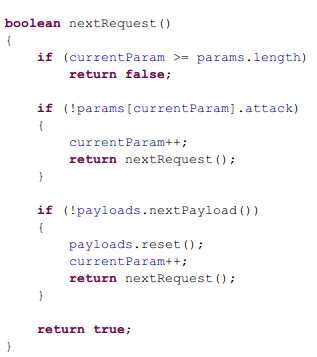 boolean nextRequest()
{
    if (currentParam >= params.length)
        return false;
    if (!params[currentParam].attack)
    {
        currentParam++;
        return nextRequest();
    }
    if (!payloads.nextPayload())
    {
        payloads.reset();
        currentParam++;
        return nextRequest();
    }
    return true;
}